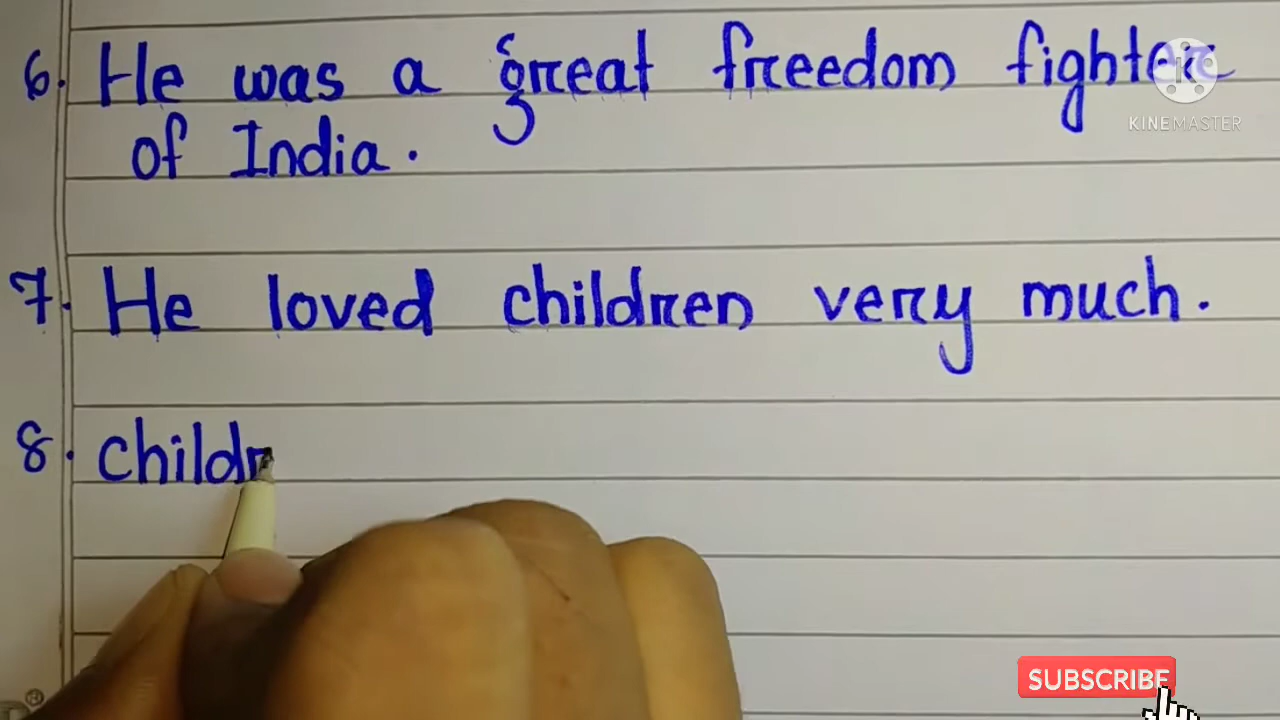 6. He was a great freedom fighter
KINEMASTER
of India.
7. He loved children very much.
8. childr
SUBSCRIBE